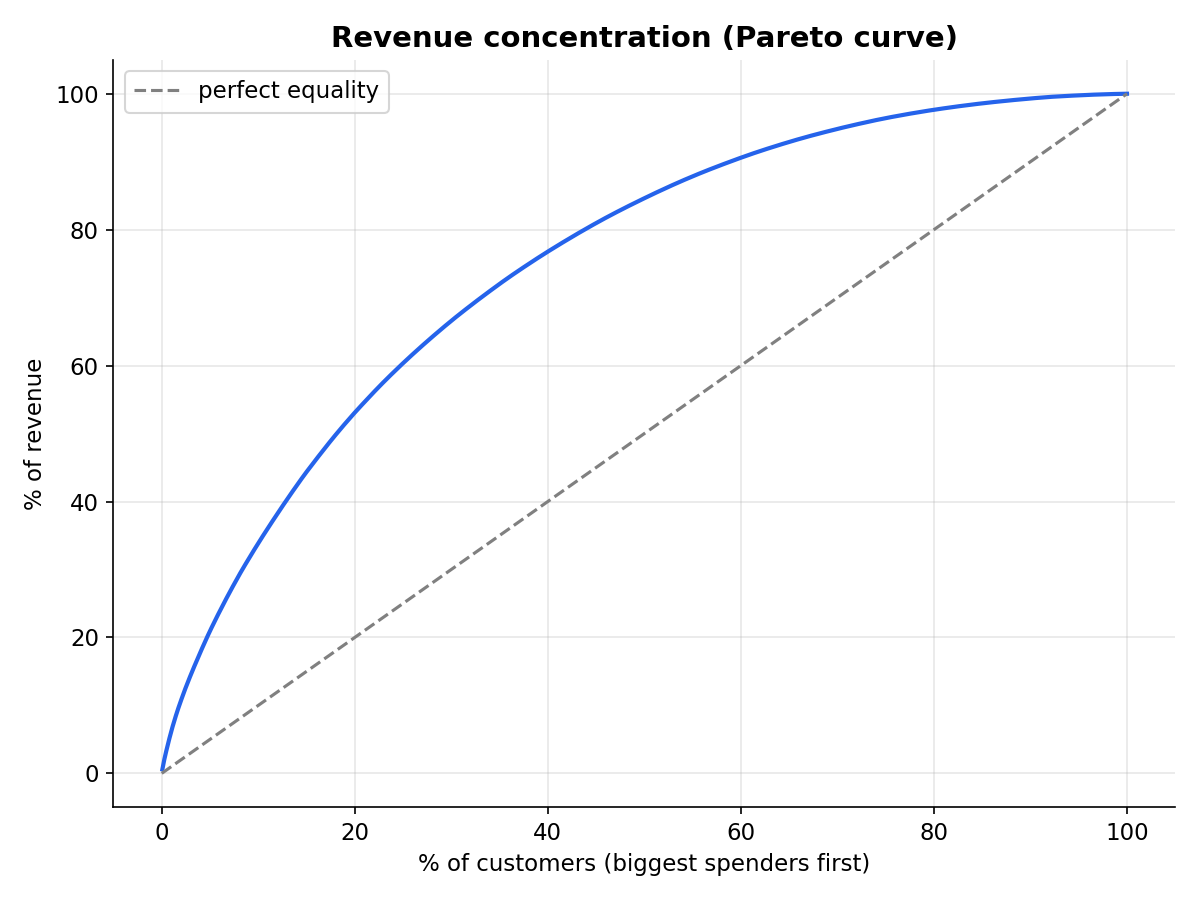 Revenue concentration (Pareto curve)
perfect equality
100
80
60
40
20
0
% of revenue
0 20 40 60 80 100
% of customers (biggest spenders first)